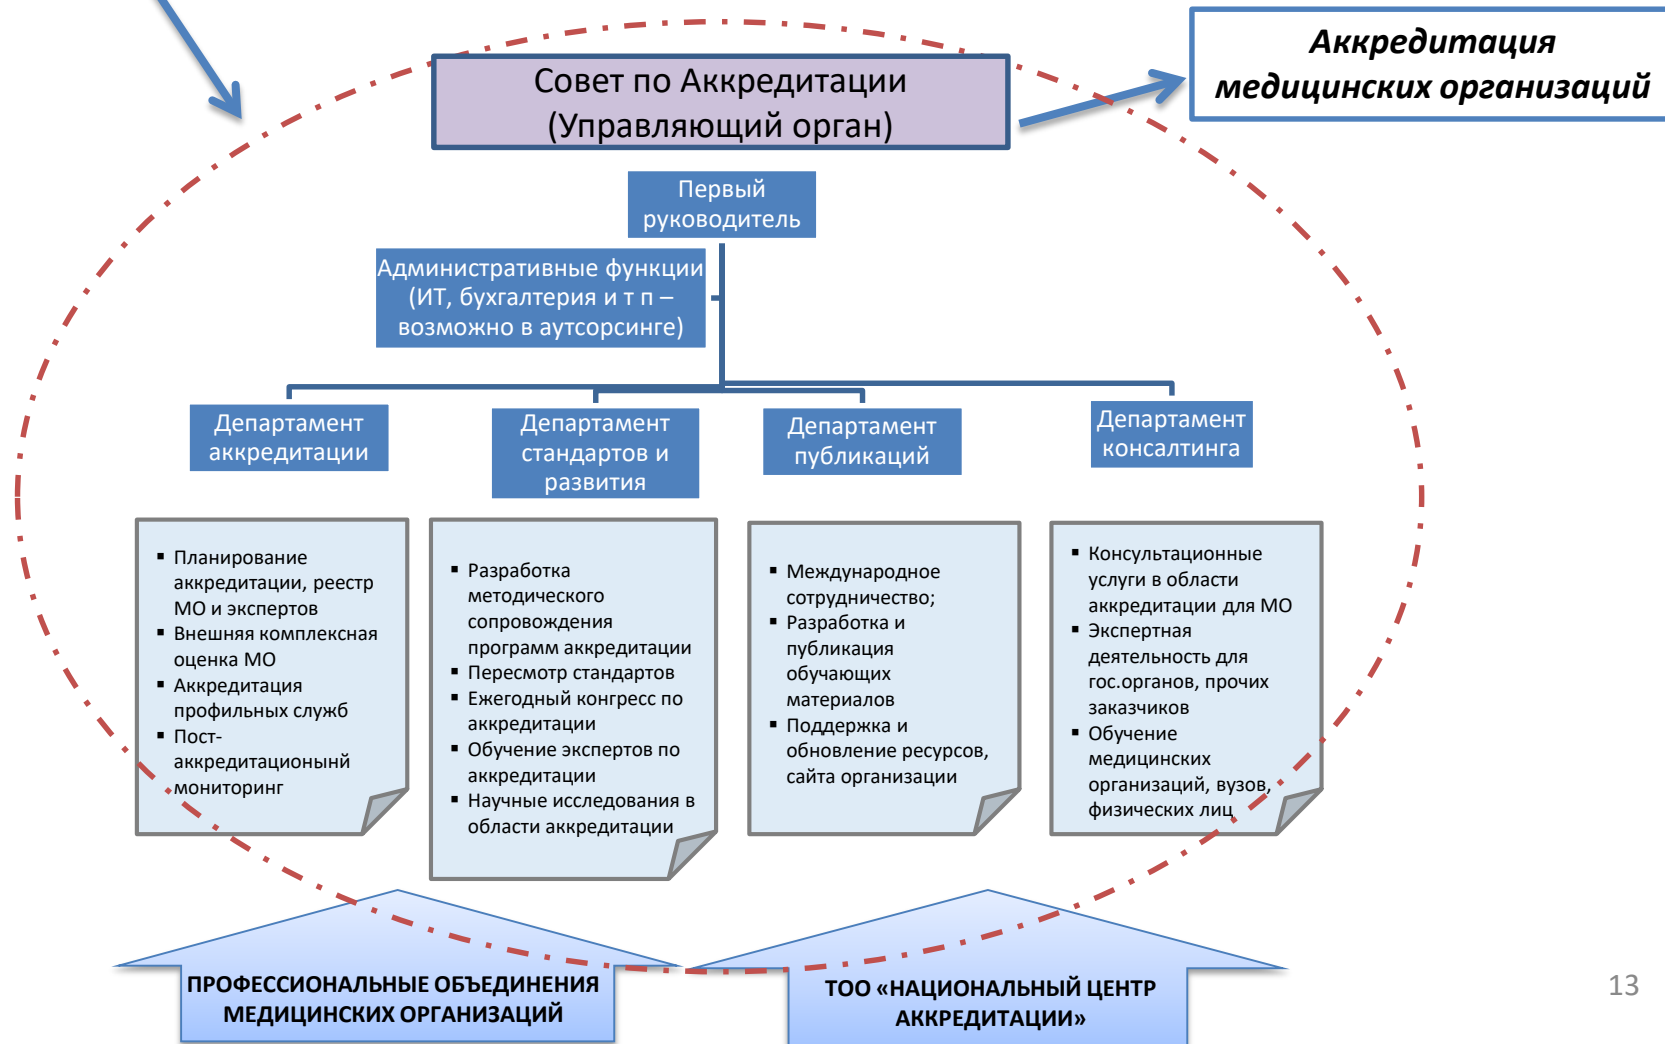 Аккредитация
медицинских организаций
Совет по Аккредитации
(Управляющий орган)
Первый
руководитель
Административные функции
(ИТ, бухгалтерия и т п –
возможно в аутсорсинге)
Департамент
аккредитации
Департамент
стандартов и
развития
Департамент
публикаций
Департамент
консалтинга
▪ Планирование
аккредитации, реестр
МО и экспертов
▪ Внешняя комплексная
оценка МО
▪ Аккредитация
профильных служб
▪ Пост-
аккредитационынй
мониторинг
▪ Разработка
методического
сопровождения
программ аккредитации
▪ Пересмотр стандартов
▪ Ежегодный конгресс по
аккредитации
▪ Обучение экспертов по
аккредитации
▪ Научные исследования в
области аккредитации
▪ Международное
сотрудничество;
▪ Разработка и
публикация
обучающих
материалов
▪ Поддержка и
обновление ресурсов,
сайта организации
▪ Консультационные
услуги в области
аккредитации для МО
▪ Экспертная
деятельность для
гос.органов, прочих
заказчиков
▪ Обучение
медицинских
организаций, вузов,
физических лиц
ПРОФЕССИОНАЛЬНЫЕ ОБЪЕДИНЕНИЯ
МЕДИЦИНСКИХ ОРГАНИЗАЦИЙ
ТОО «НАЦИОНАЛЬНЫЙ ЦЕНТР
АККРЕДИТАЦИИ»
13